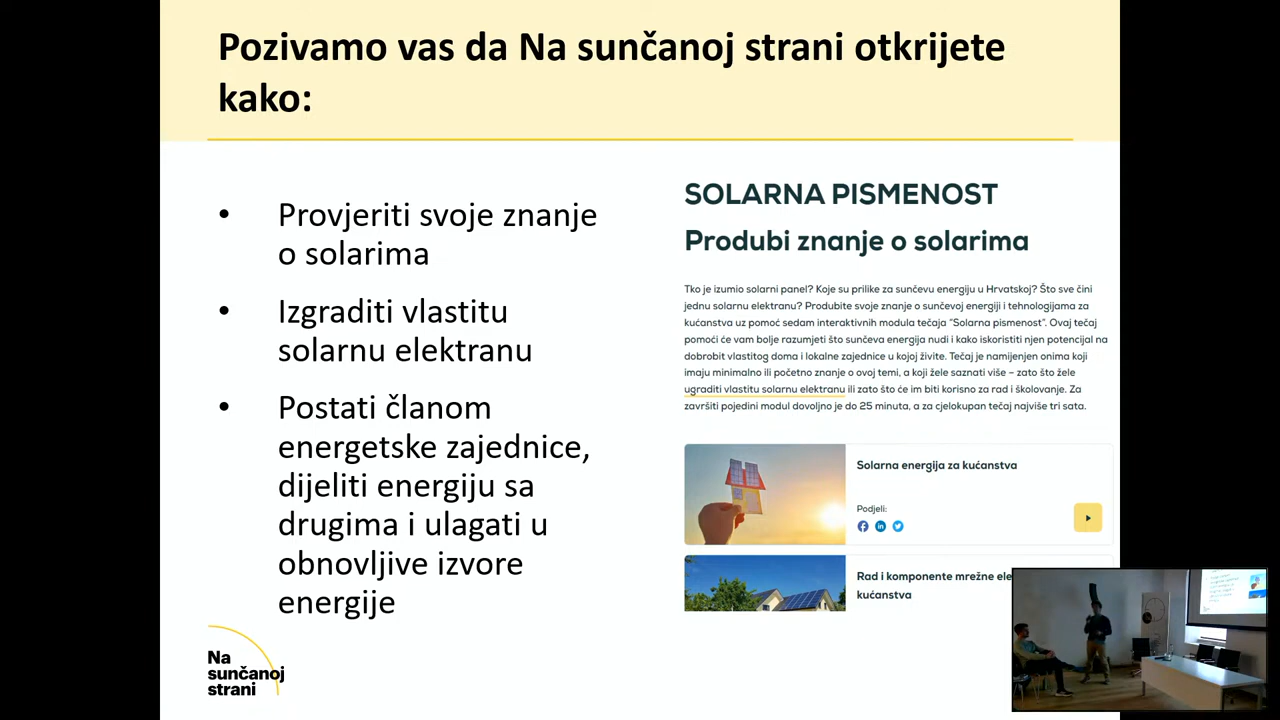 Pozivamo vas da Na sunčanoj strani otkrijete
kako:
• Provjeriti svoje znanje
o solarima
• Izgraditi vlastitu
solarnu elektranu
• Postati članom
energetske zajednice,
dijeliti energiju sa
drugima i ulagati u
obnovljive izvore
energije
Na
sunčanoj
strani
SOLARNA PISMENOST
Produbi znanje o solarima
Tko je izumio solarni panel? Koje su prilike za sunčevu energiju u Hrvatskoj? Što sve čini
jednu solarnu elektranu? Produbite svoje znanje o sunčevoj energiji i tehnologijama za
kućanstva uz pomoć sedam interaktivnih modula tečaja "Solarna pismenost". Ovaj tečaj
pomoći će vam bolje razumjeti što sunčeva energija nudi i kako iskoristiti njen potencijal na
dobrobit vlastitog doma i lokalne zajednice u kojoj živite. Tečaj je namijenjen onima koji
imaju minimalno ili početno znanje o ovoj temi, a koji žele saznati više – zato što žele
ugraditi vlastitu solarnu elektranu ili zato što će im biti korisno za rad i školovanje. Za
završiti pojedini modul dovoljno je do 25 minuta, a za cjelokupan tečaj najviše tri sata.
Solarna energija za kućanstva
Podjeli:
Rad i komponente mrežne ele
kućanstva